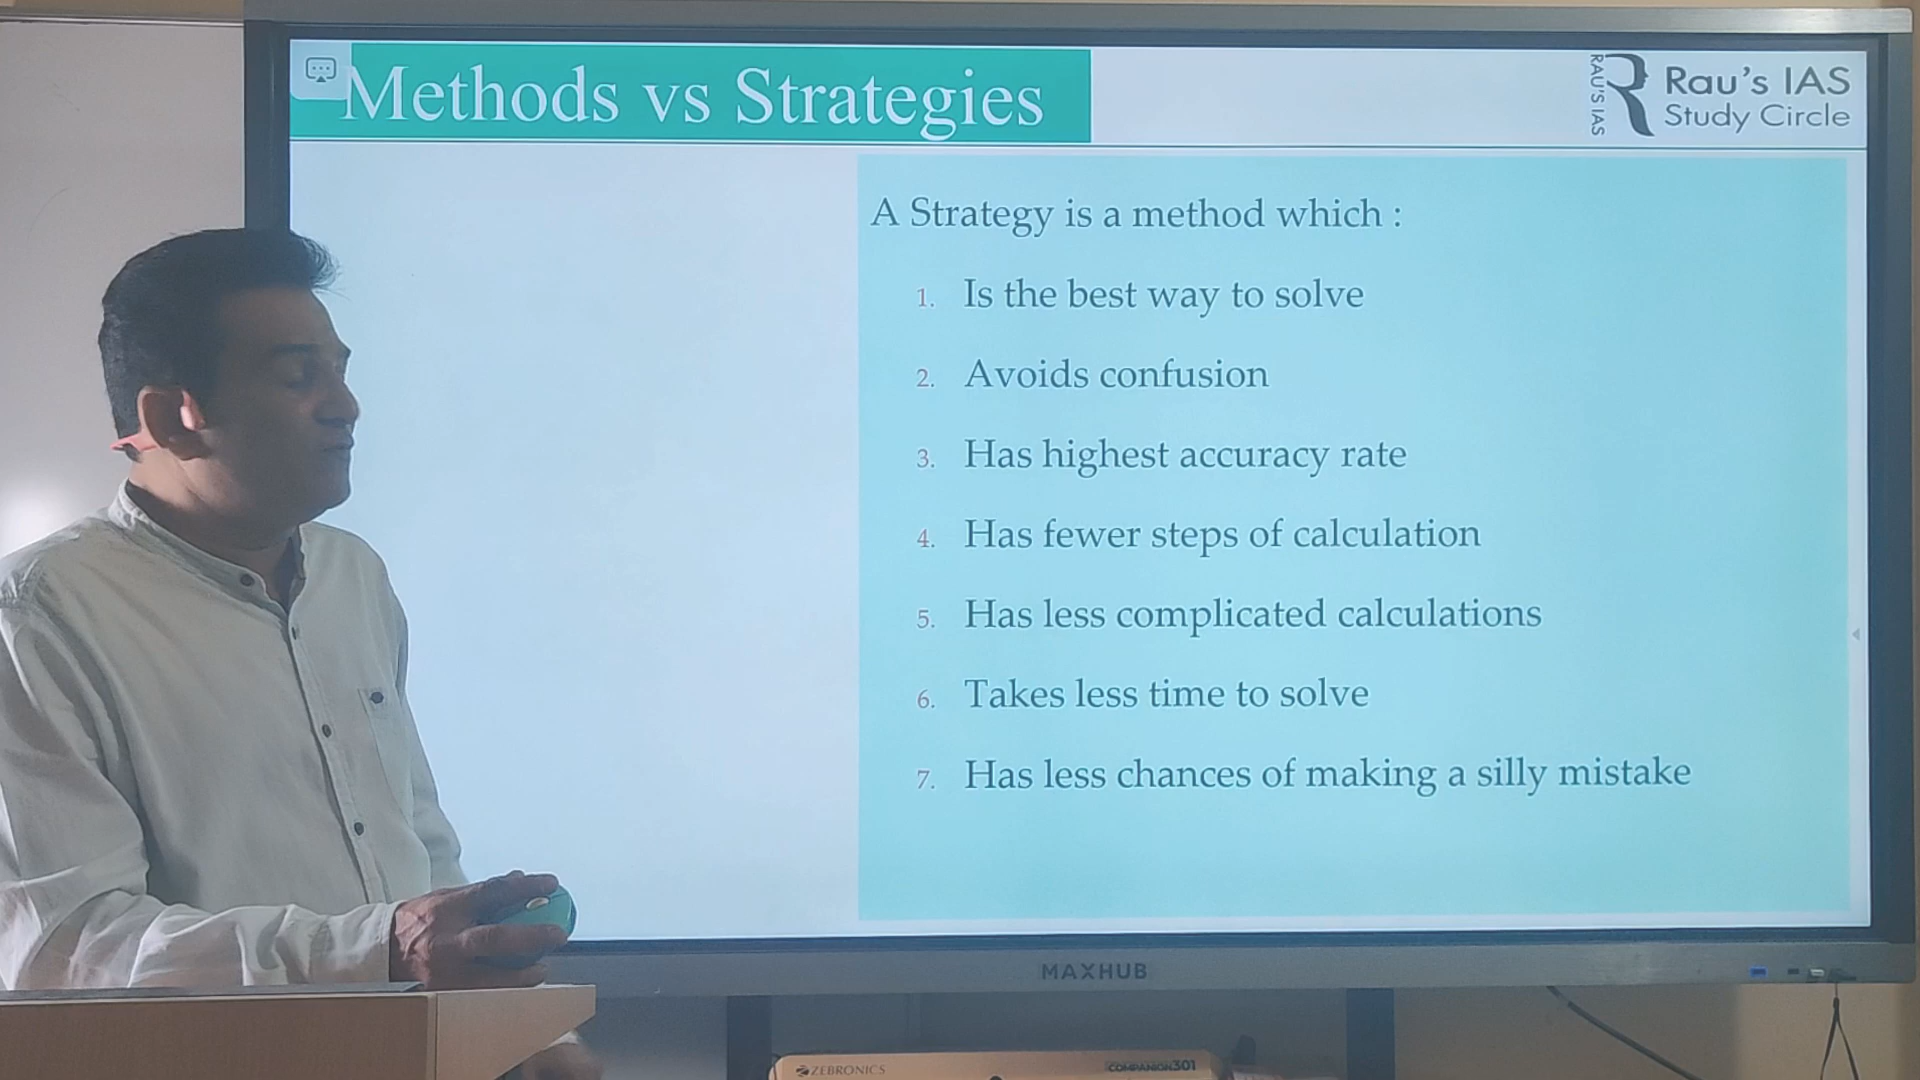 Methods vs Strategies
RAU'S IAS
Rau's IAS
Study Circle
A Strategy is a method which :
1. Is the best way to solve
2. Avoids confusion
3. Has highest accuracy rate
4. Has fewer steps of calculation
5. Has less complicated calculations
6. Takes less time to solve
7. Has less chances of making a silly mistake
MAXHUB
ZEBRONICS
COMPANION301